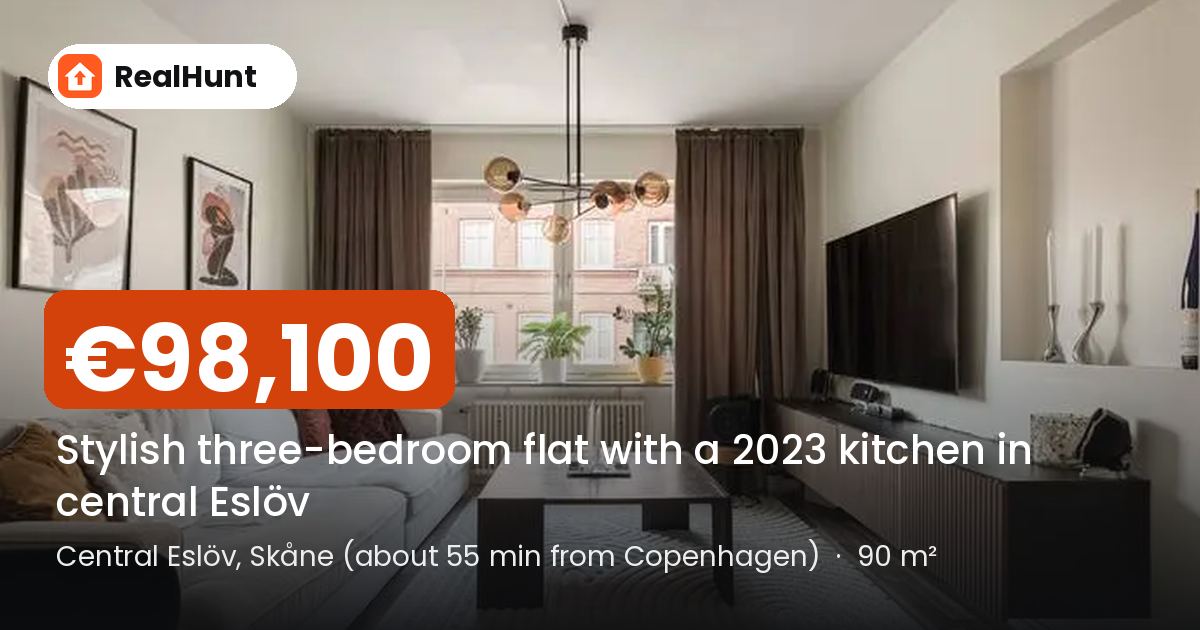 RealHunt
€98,100
Stylish three-bedroom flat with a 2023 kitchen in
central Eslöv
Central Eslöv, Skåne (about 55 min from Copenhagen) · 90 m²